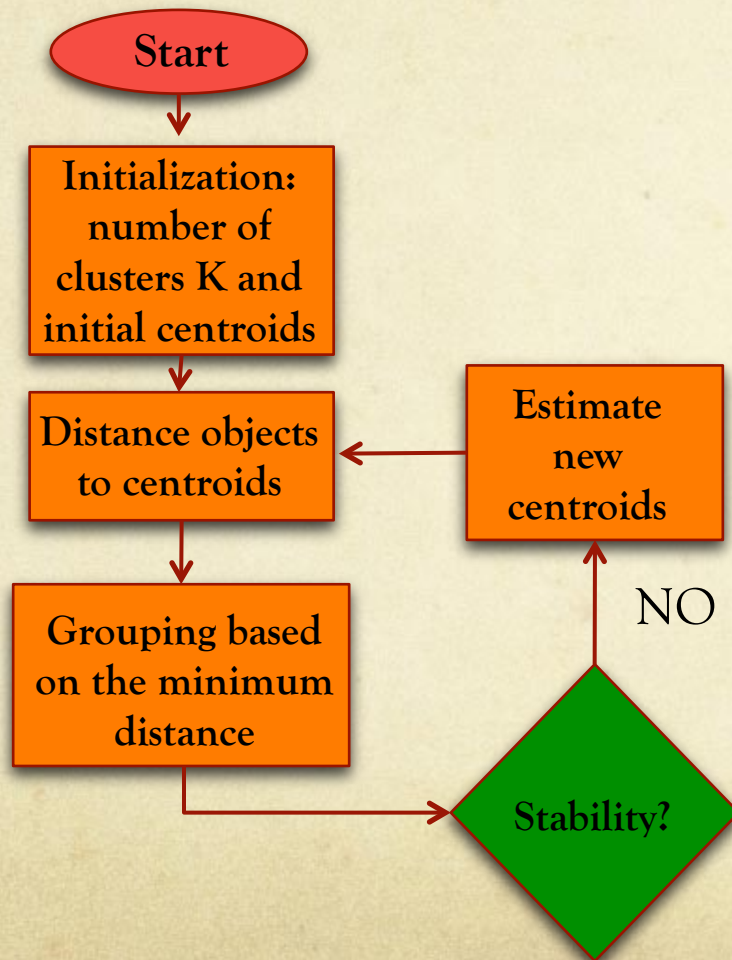 Start
Initialization:
number of
clusters K and
initial centroids
Distance objects
to centroids
Estimate
new
centroids
Grouping based
on the minimum
distance
NO
Stability?